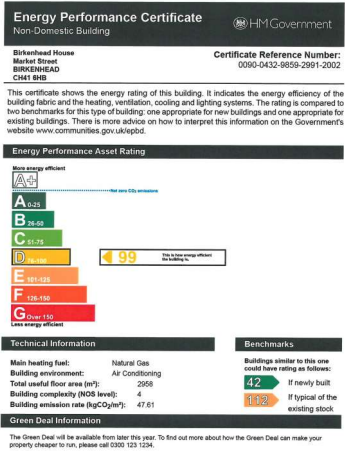 Energy Performance Certificate
Non-Domestic Building
HM Government
Birkenhead House
Market Street
BIRKENHEAD
CH41 6HB
Certificate Reference Number:
0090-0432-9859-2991-2002
This certificate shows the energy rating of this building. It indicates the energy efficiency of the
building fabric and the heating, ventilation, cooling and lighting systems. The rating is compared to
two benchmarks for this type of building: one appropriate for new buildings and one appropriate for
existing buildings. There is more advice on how to interpret this information on the Government's
website www.communities.gov.uk/epbd.
Energy Performance Asset Rating
More energy efficient
A+
Net zero CO2 emissions
A 0-25
B 26-50
C 51-75
D 76-100
99
This is how energy efficient
the building is.
E 101-125
F 126-150
G Over 150
Less energy efficient
Technical Information
Main heating fuel: Natural Gas
Building environment: Air Conditioning
Total useful floor area (m²): 2958
Building complexity (NOS level): 4
Building emission rate (kgCO2/m²): 47.61
Benchmarks
Buildings similar to this one
could have rating as follows:
42 If newly built
112 If typical of the
existing stock
Green Deal Information
The Green Deal will be available from later this year. To find out more about how the Green Deal can make your
property cheaper to run, please call 0300 123 1234.